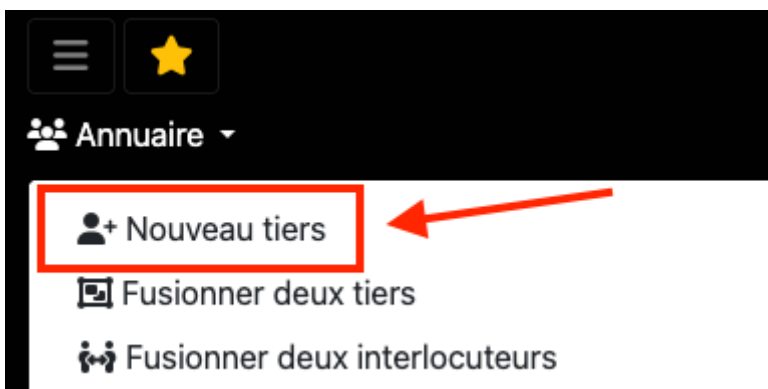 Annuaire
Nouveau tiers
Fusionner deux tiers
Fusionner deux interlocuteurs